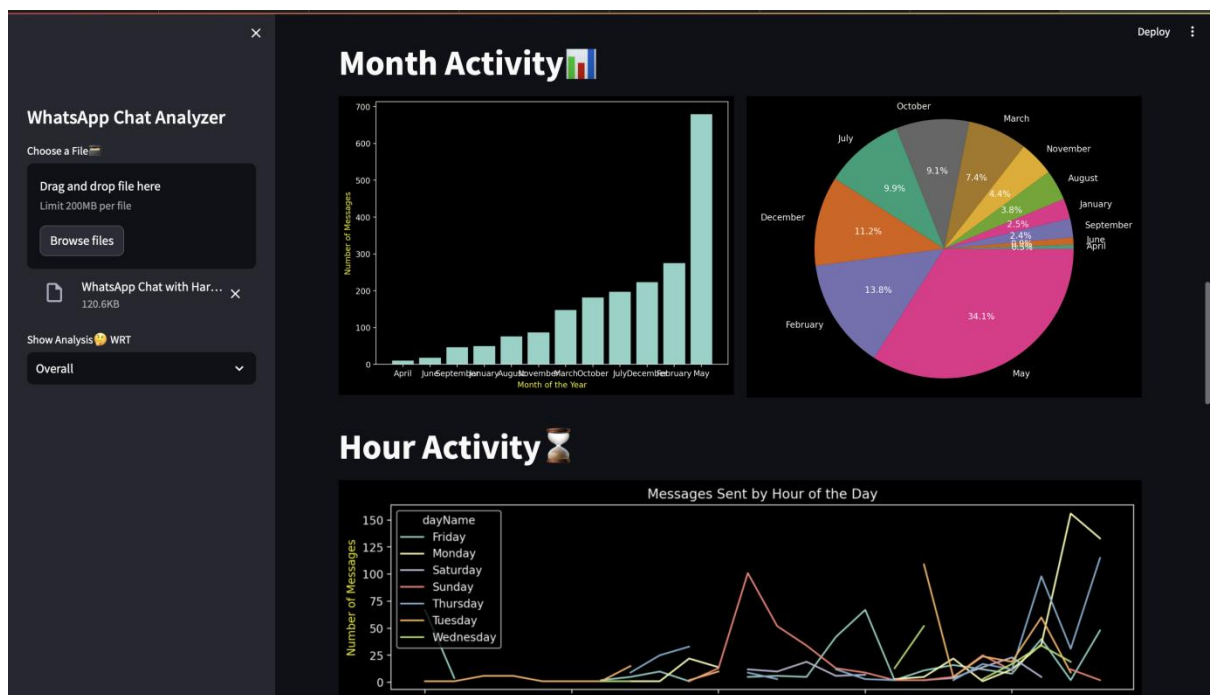 Deploy
WhatsApp Chat Analyzer
Choose a File
Drag and drop file here
Limit 200MB per file
Browse files
WhatsApp Chat with Har...
120.6KB
Show Analysis🤔 WRT
Overall
Month Activity📊
700
600
500
400
300
200
100
0
Number of Messages
April June September January August November March October July December February May
Month of the Year
October
March
November
August
January
September
June
April
July
December
February
May
9.1%
7.4%
4.4%
3.8%
2.5%
2.4%
9.9%
11.2%
13.8%
34.1%
Hour Activity⏳
Messages Sent by Hour of the Day
150
125
100
75
50
25
0
Number of Messages
dayName
Friday
Monday
Saturday
Sunday
Thursday
Tuesday
Wednesday